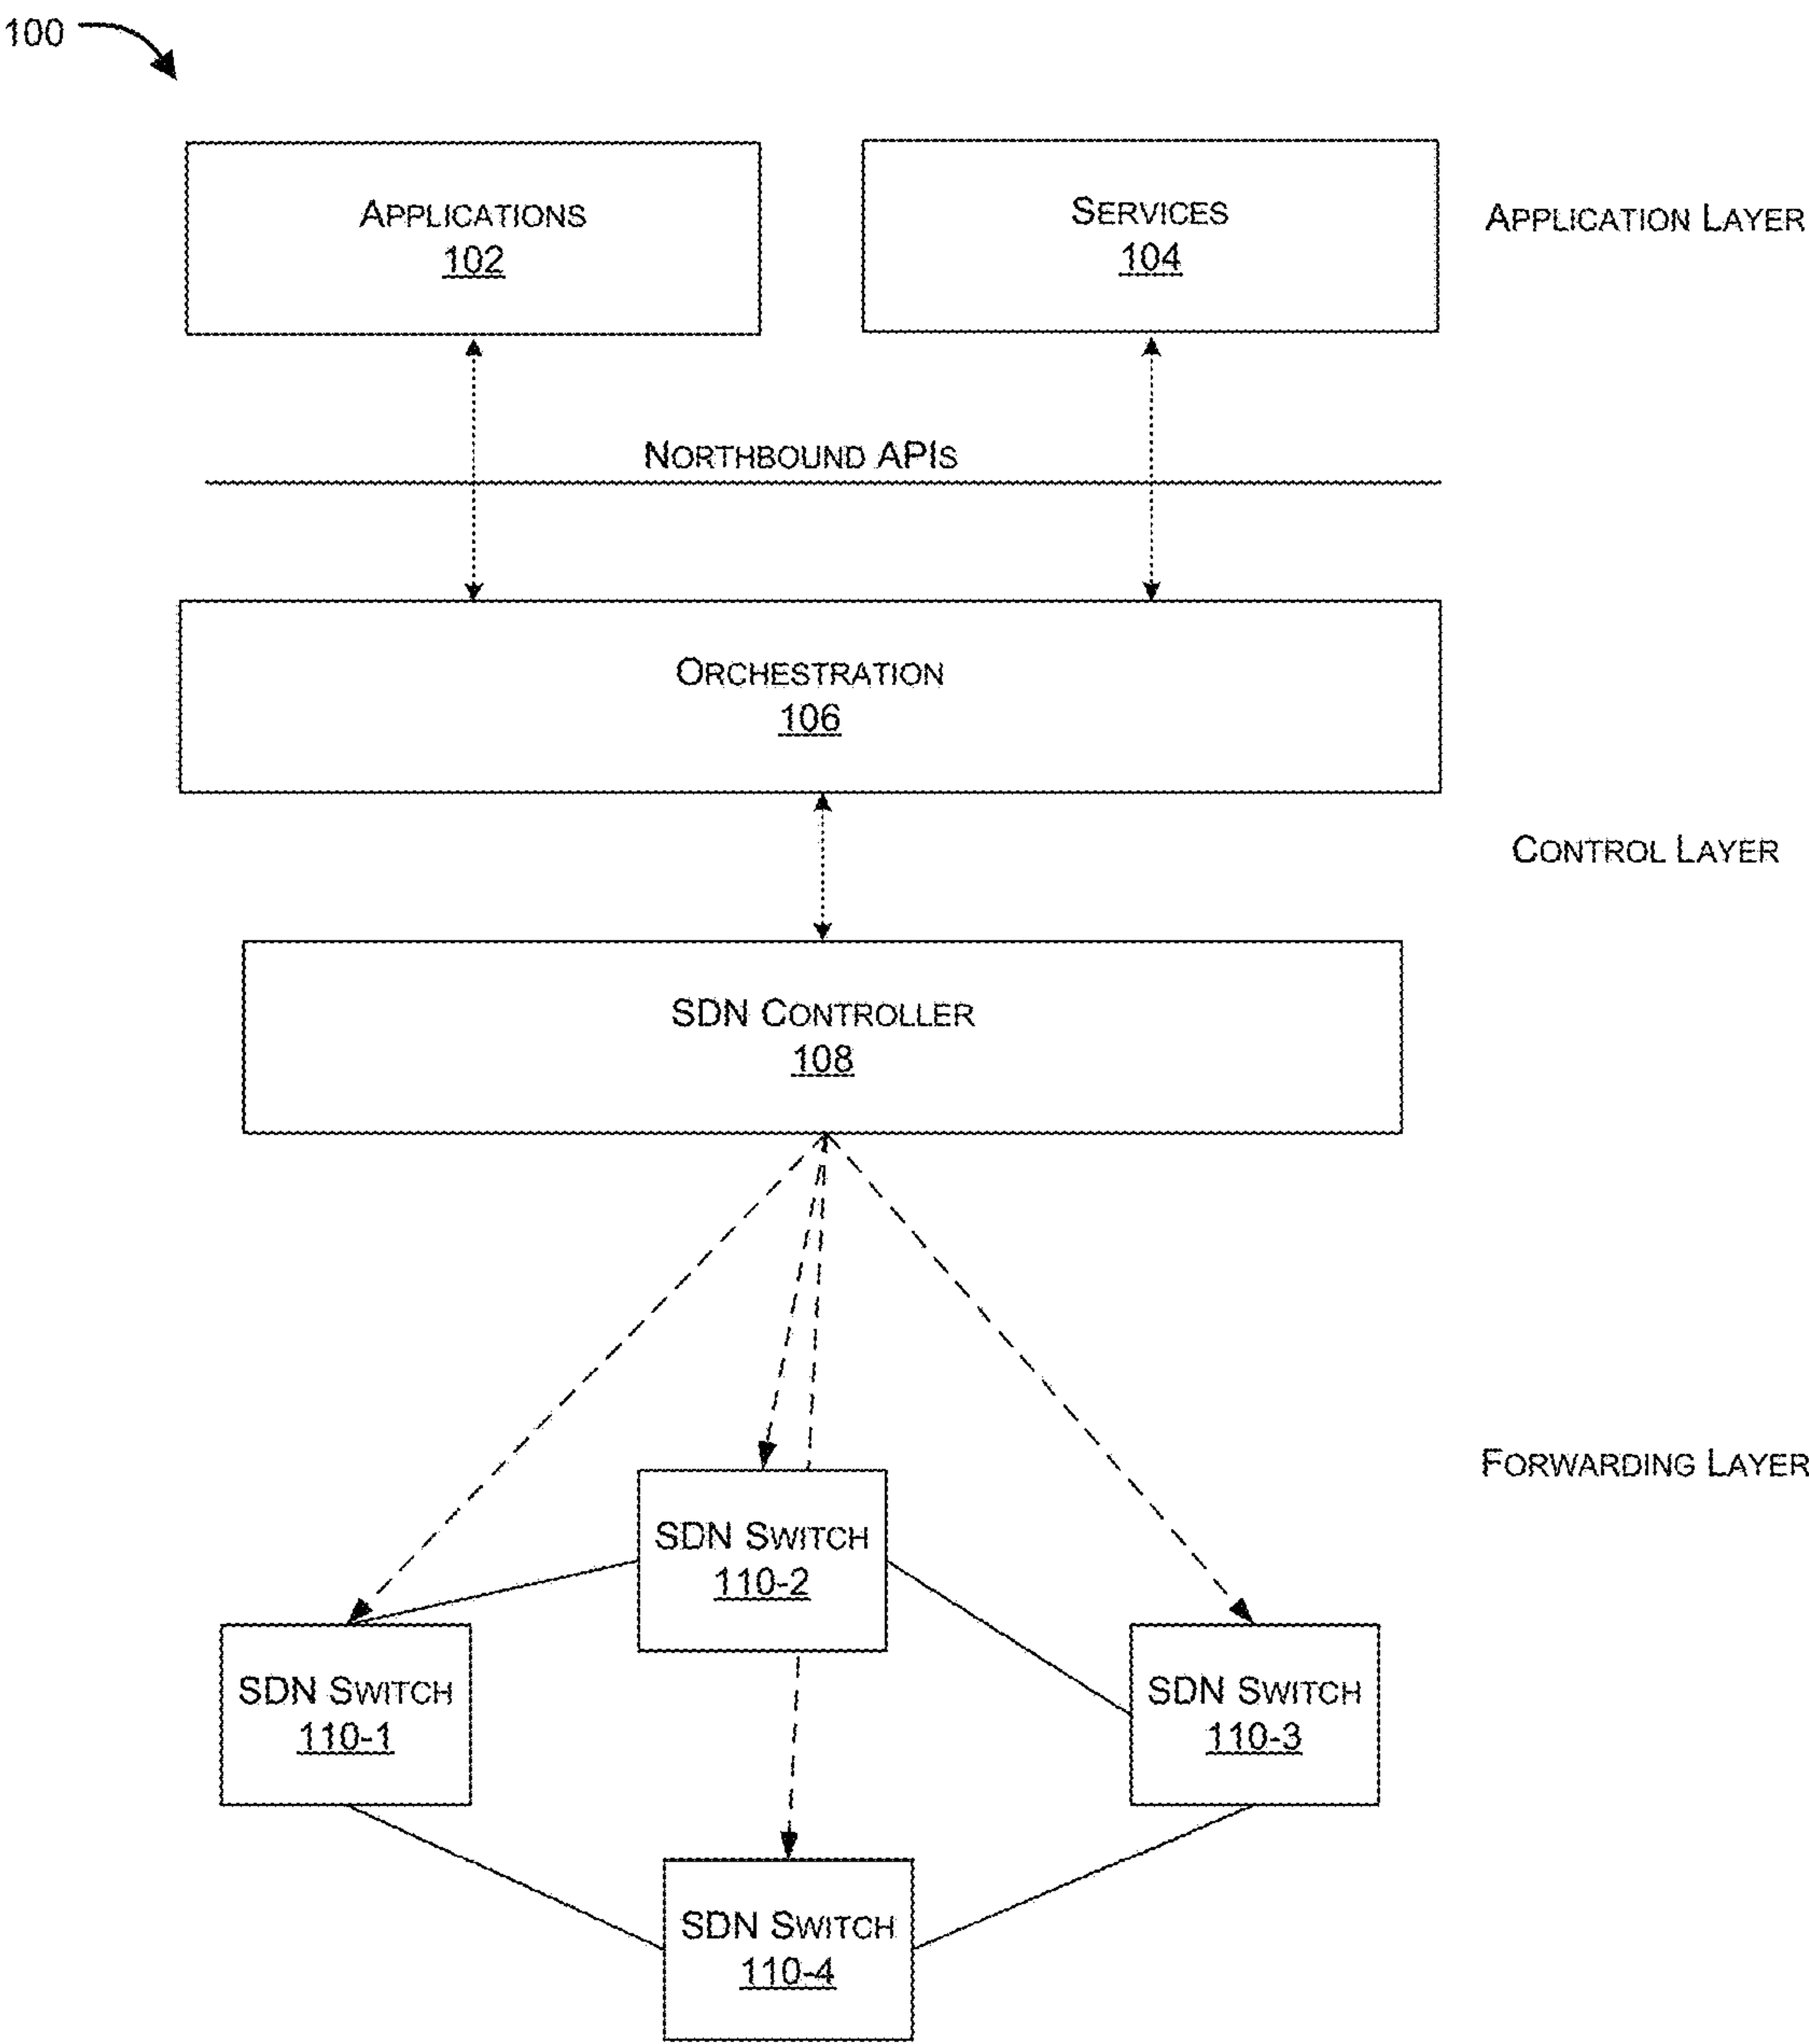 100
APPLICATIONS
102
SERVICES
104
APPLICATION LAYER
NORTHBOUND APIS
ORCHESTRATION
106
CONTROL LAYER
SDN CONTROLLER
108
FORWARDING LAYER
SDN SWITCH
110-2
SDN SWITCH
110-1
SDN SWITCH
110-3
SDN SWITCH
110-4